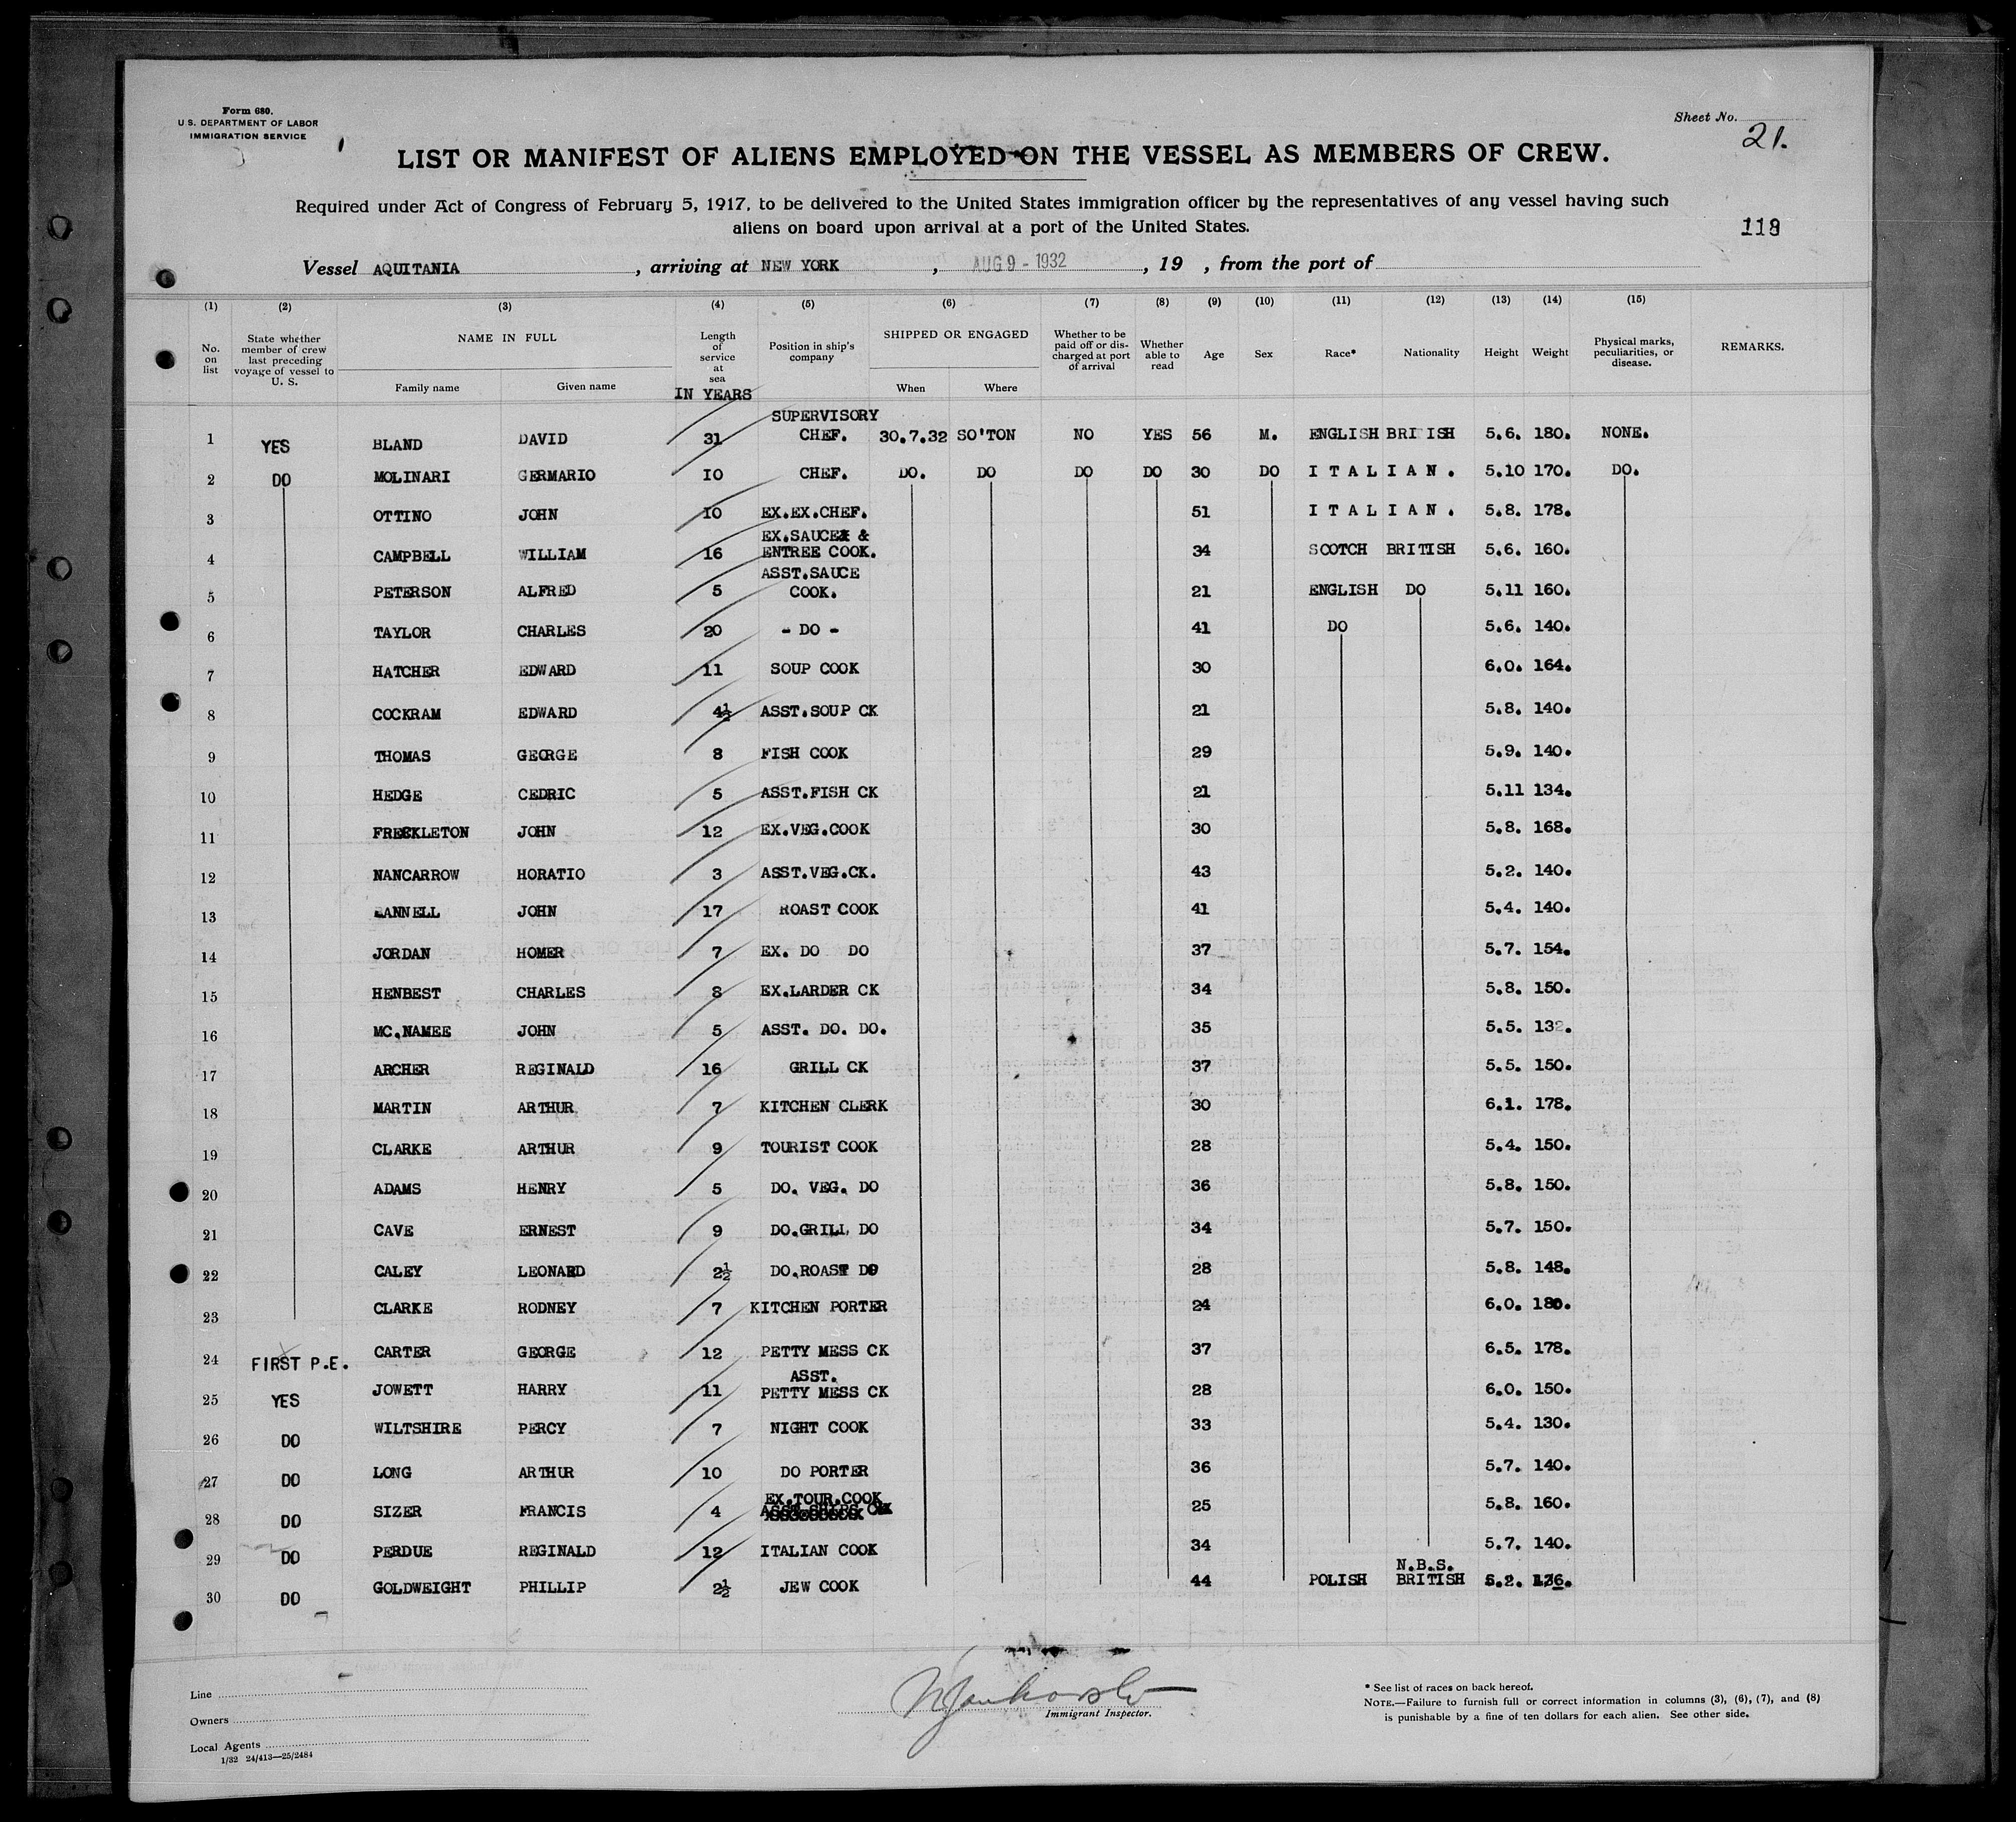 Form 680.
U.S. DEPARTMENT OF LABOR
IMMIGRATION SERVICE
Sheet No. 21.
LIST OR MANIFEST OF ALIENS EMPLOYED ON THE VESSEL AS MEMBERS OF CREW.
Required under Act of Congress of February 5, 1917, to be delivered to the United States immigration officer by the representatives of any vessel having such
aliens on board upon arrival at a port of the United States.
118
Vessel AQUITANIA, arriving at NEW YORK, AUG 9 - 1932, 19 , from the port of
(1) (2) (3) (4) (5) (6) (7) (8) (9) (10) (11) (12) (13) (14) (15)
No. on list
State whether member of crew last preceding voyage of vessel to U. S.
NAME IN FULL
Family name
Given name
Length of service at sea
IN YEARS
Position in ship's company
SHIPPED OR ENGAGED
When
Where
Whether to be paid off or discharged at port of arrival
Whether able to read
Age
Sex
Race*
Nationality
Height
Weight
Physical marks, peculiarities, or disease.
REMARKS.
1 YES BLAND DAVID 31 SUPERVISORY CHEF. 30.7.32 SO'TON NO YES 56 M. ENGLISH BRITISH 5.6. 180. NONE.
2 DO MOLINARI GERMARIO 10 CHEF. DO. DO DO DO 30 DO ITALIAN. 5.10 170. DO.
3 OTTINO JOHN 10 EX.EX.CHEF. 51 ITALIAN. 5.8. 178.
4 CAMPBELL WILLIAM 16 EX.SAUCE & ENTREE COOK. 34 SCOTCH BRITISH 5.6. 160.
5 PETERSON ALFRED 5 ASST.SAUCE COOK. 21 ENGLISH DO 5.11 160.
6 TAYLOR CHARLES 20 - DO - 41 DO 5.6. 140.
7 HATCHER EDWARD 11 SOUP COOK 30 6.0. 164.
8 COCKRAM EDWARD 4½ ASST.SOUP CK 21 5.8. 140.
9 THOMAS GEORGE 8 FISH COOK 29 5.9. 140.
10 HEDGE CEDRIC 5 ASST.FISH CK 21 5.11 134.
11 FRECKLETON JOHN 12 EX.VEG.COOK 30 5.8. 168.
12 NANCARROW HORATIO 3 ASST.VEG.CK. 43 5.2. 140.
13 JOHN 17 ROAST COOK 41 5.4. 140.
14 JORDAN HOMER 7 EX. DO DO 37 5.7. 154.
15 HENBEST CHARLES 8 EX.LARDER CK 34 5.8. 150.
16 MC.NAMEE JOHN 5 ASST. DO. DO. 35 5.5. 132.
17 ARCHER REGINALD 16 GRILL CK 37 5.5. 150.
18 MARTIN ARTHUR 7 KITCHEN CLERK 30 6.1. 178.
19 CLARKE ARTHUR 9 TOURIST COOK 28 5.4. 150.
20 ADAMS HENRY 5 DO. VEG. DO 36 5.8. 150.
21 CAVE ERNEST 9 DO.GRILL DO 34 5.7. 150.
22 CALEY LEONARD 2½ DO.ROAST DO 28 5.8. 148.
23 CLARKE RODNEY 7 KITCHEN PORTER 24 6.0. 180.
24 FIRST P.E. CARTER GEORGE 12 PETTY MESS CK 37 6.5. 178.
25 YES JOWETT HARRY 11 ASST. PETTY MESS CK 28 6.0. 150.
26 DO WILTSHIRE PERCY 7 NIGHT COOK 33 5.4. 130.
27 DO LONG ARTHUR 10 DO PORTER 36 5.7. 140.
28 DO SIZER FRANCIS 4 EX.TOUR.COOK 25 5.8. 160.
29 DO PERDUE REGINALD 12 ITALIAN COOK 34 5.7. 140.
30 DO GOLDWEIGHT PHILLIP 2½ JEW COOK 44 POLISH N.B.S. BRITISH
Line
Owners
Local Agents
1/32 24/413—25/2484
Immigrant Inspector.
* See list of races on back hereof.
NOTE.—Failure to furnish full or correct information in columns (3), (6), (7), and (8)
is punishable by a fine of ten dollars for each alien. See other side.